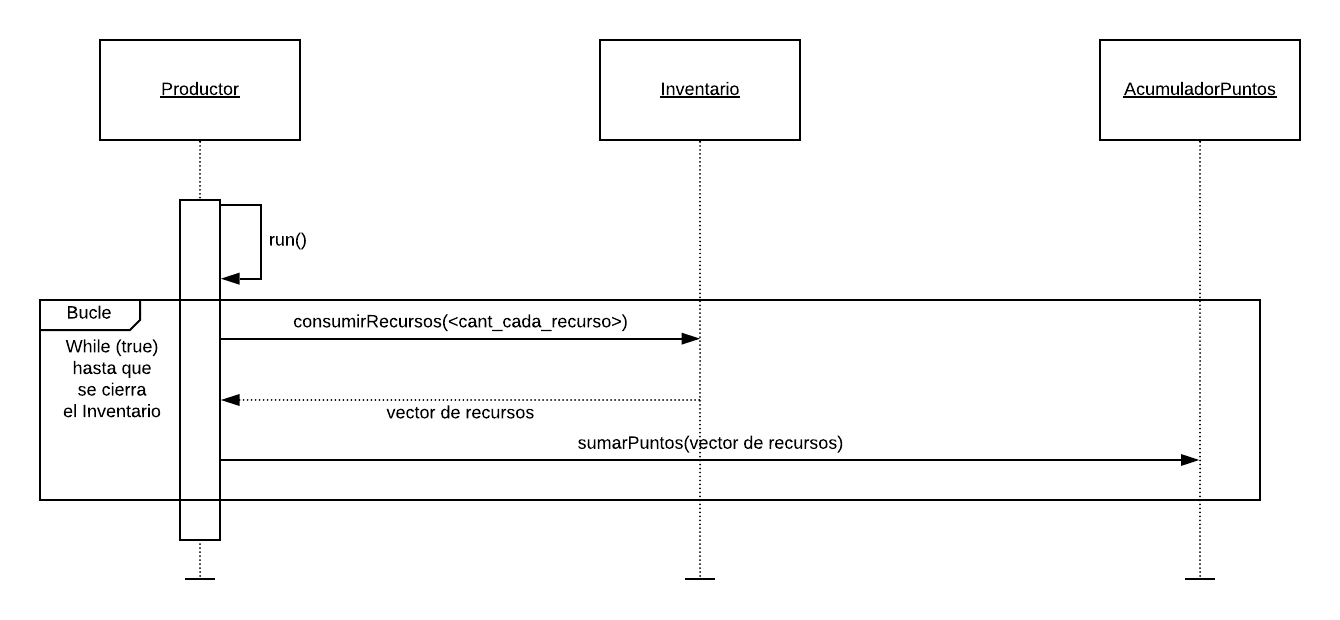 Productor
Inventario
AcumuladorPuntos
run()
Bucle
While (true)
hasta que
se cierra
el Inventario
consumirRecursos(<cant_cada_recurso>)
vector de recursos
sumarPuntos(vector de recursos)